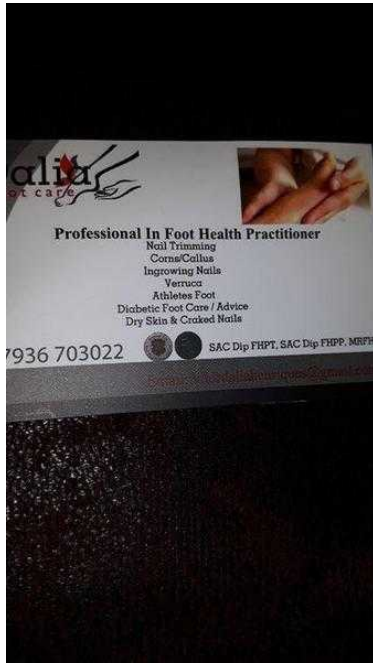 alia
ot care
Professional In Foot Health Practitioner
Nail Trimming
Corns/Callus
Ingrowing Nails
Verruca
Athletes Foot
Diabetic Foot Care / Advice
Dry Skin & Craked Nails
7936 703022
SAC Dip FHPT, SAC Dip FHPP, MRFH
Email: